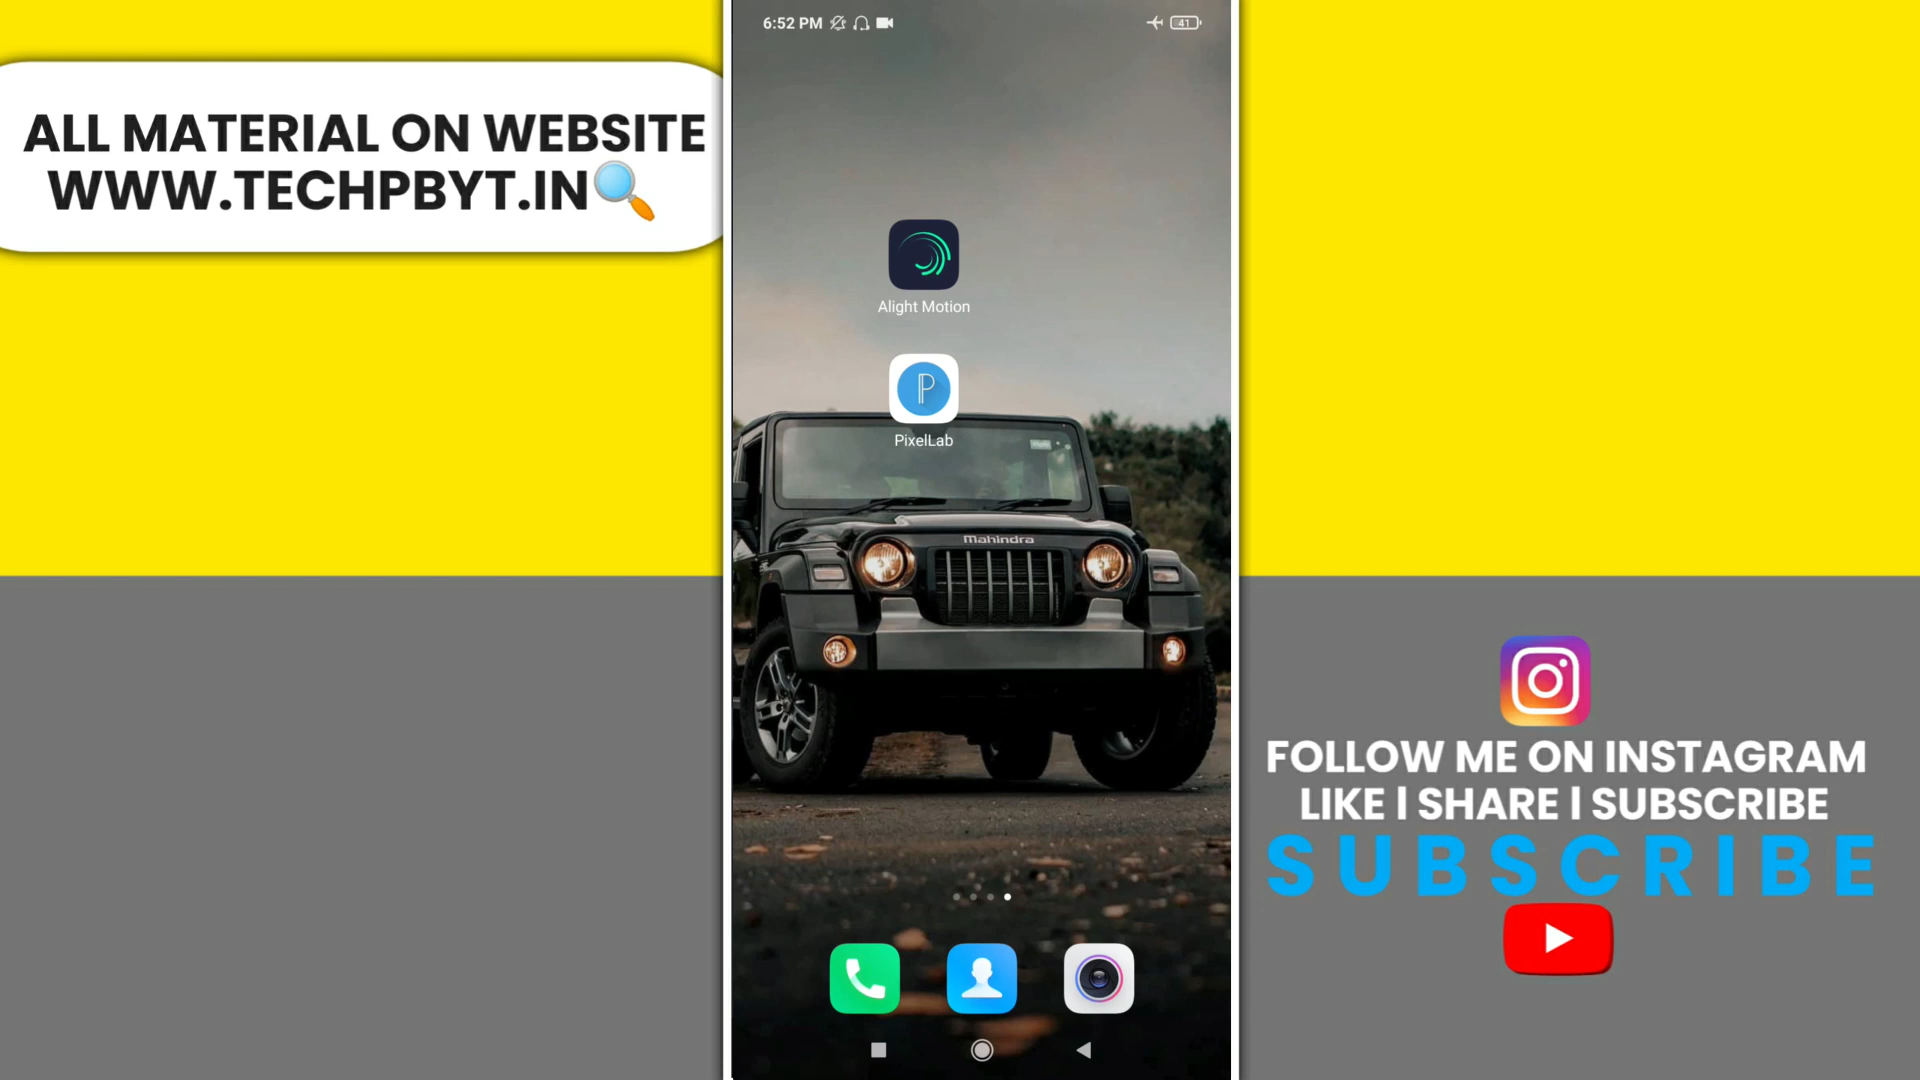 ALL MATERIAL ON WEBSITE
WWW.TECHPBYT.IN
6:52 PM
41
Alight Motion
PixelLab
Mahindra
FOLLOW ME ON INSTAGRAM
LIKE | SHARE | SUBSCRIBE
SUBSCRIBE